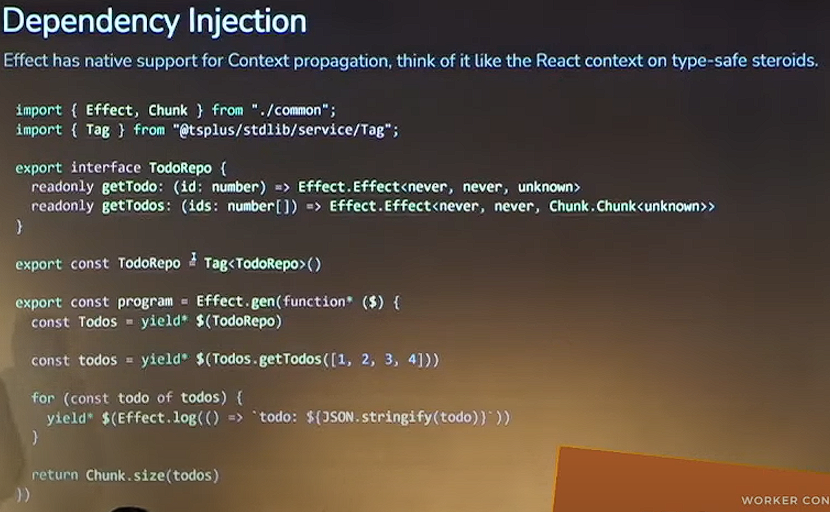 Dependency Injection
Effect has native support for Context propagation, think of it like the React context on type-safe steroids.
import { Effect, Chunk } from "./common";
import { Tag } from "@tsplus/stdlib/service/Tag";
export interface TodoRepo {
  readonly getTodo: (id: number) => Effect.Effect<never, never, unknown>
  readonly getTodos: (ids: number[]) => Effect.Effect<never, never, Chunk.Chunk<unknown>>
}
export const TodoRepo = Tag<TodoRepo>()
export const program = Effect.gen(function* ($) {
  const Todos = yield* $(TodoRepo)
  const todos = yield* $(Todos.getTodos([1, 2, 3, 4]))
  for (const todo of todos) {
    yield* $(Effect.log(() => `todo: ${JSON.stringify(todo)}`))
  }
  return Chunk.size(todos)
})
WORKER CON